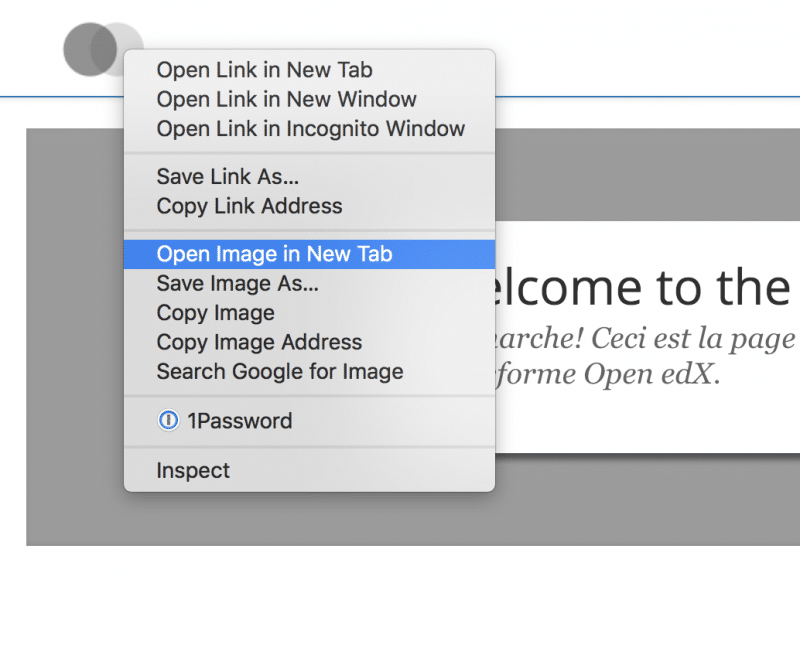 Open Link in New Tab
Open Link in New Window
Open Link in Incognito Window
Save Link As...
Copy Link Address
Open Image in New Tab
Save Image As...
Copy Image
Copy Image Address
Search Google for Image
1Password
Inspect
elcome to the
arche! Ceci est la page
forme Open edX.